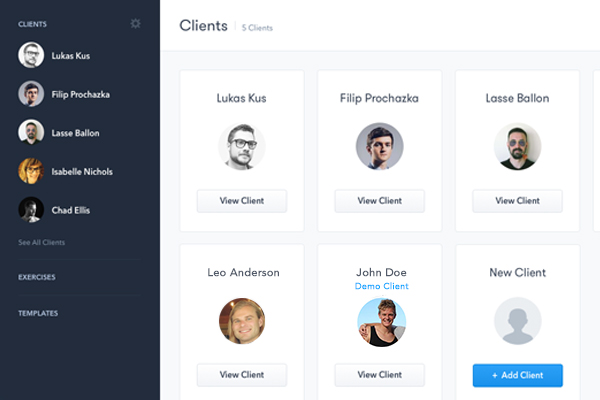 CLIENTS
Lukas Kus
Filip Prochazka
Lasse Ballon
Isabelle Nichols
Chad Ellis
See All Clients
EXERCISES
TEMPLATES
Clients 5 Clients
Lukas Kus
View Client
Filip Prochazka
View Client
Lasse Ballon
View Client
Leo Anderson
View Client
John Doe
Demo Client
View Client
New Client
+ Add Client